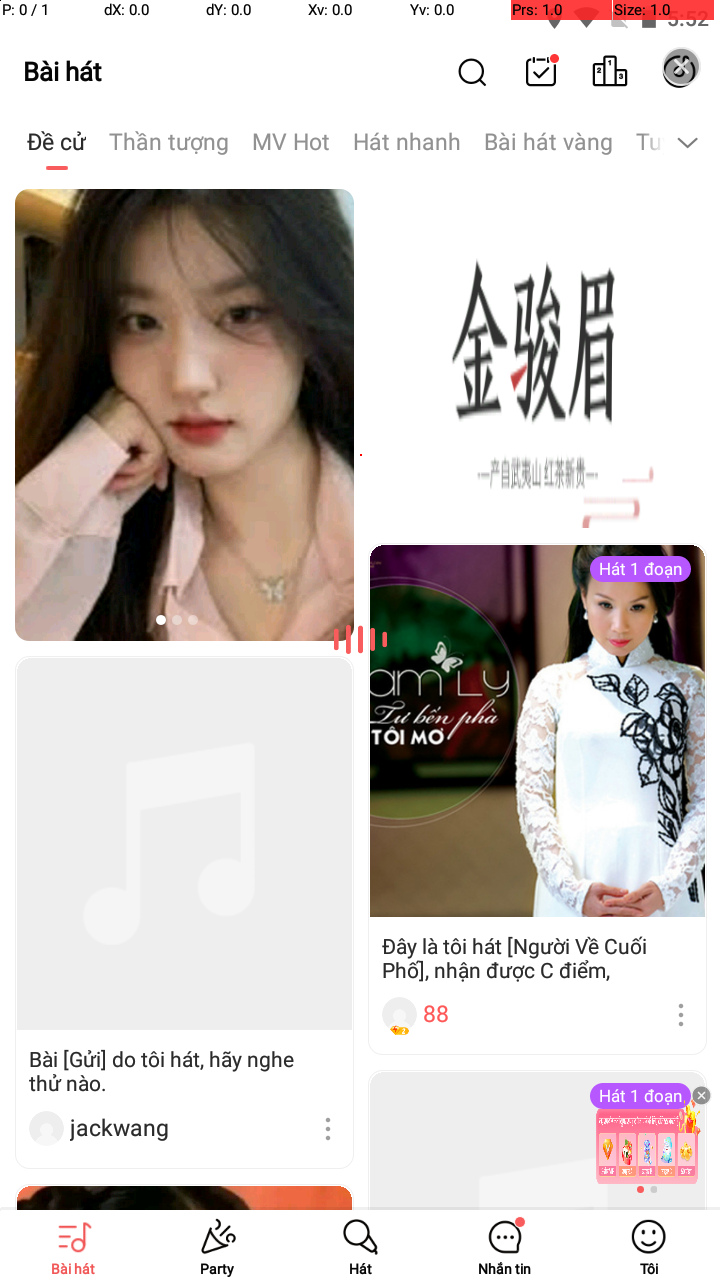 P: 0 / 1 dX: 0.0 dY: 0.0 Xv: 0.0 Yv: 0.0 Prs: 1.0 Size: 1.0
5:52
Bài hát
Đề cử Thần tượng MV Hot Hát nhanh Bài hát vàng Tu
金骏眉
产自武夷山 红茶新贵
Hát 1 đoạn
am Ly
Tư bến phà
TÔI MƠ
Đây là tôi hát [Người Về Cuối
Phố], nhận được C điểm,
88
Bài [Gửi] do tôi hát, hãy nghe
thử nào.
jackwang
Hát 1 đoạn
Bài hát Party Hát Nhắn tin Tôi